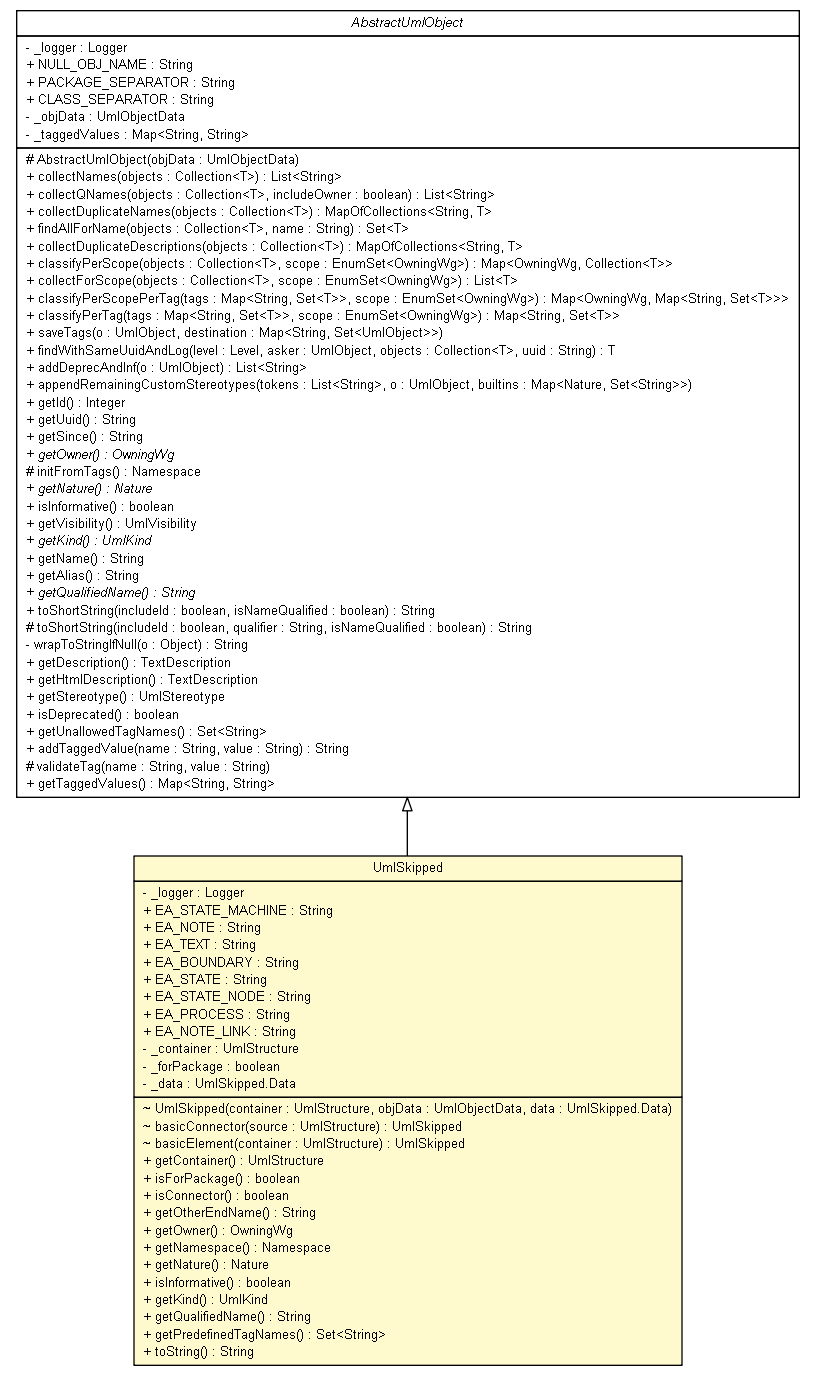 AbstractUmlObject
- _logger : Logger
+ NULL_OBJ_NAME : String
+ PACKAGE_SEPARATOR : String
+ CLASS_SEPARATOR : String
- _objData : UmlObjectData
- _taggedValues : Map<String, String>
# AbstractUmlObject(objData : UmlObjectData)
+ collectNames(objects : Collection<T>) : List<String>
+ collectQNames(objects : Collection<T>, includeOwner : boolean) : List<String>
+ collectDuplicateNames(objects : Collection<T>) : MapOfCollections<String, T>
+ findAllForName(objects : Collection<T>, name : String) : Set<T>
+ collectDuplicateDescriptions(objects : Collection<T>) : MapOfCollections<String, T>
+ classifyPerScope(objects : Collection<T>, scope : EnumSet<OwningWg>) : Map<OwningWg, Collection<T>>
+ collectForScope(objects : Collection<T>, scope : EnumSet<OwningWg>) : List<T>
+ classifyPerScopePerTag(tags : Map<String, Set<T>>, scope : EnumSet<OwningWg>) : Map<OwningWg, Map<String, Set<T>>>
+ classifyPerTag(tags : Map<String, Set<T>>, scope : EnumSet<OwningWg>) : Map<String, Set<T>>
+ saveTags(o : UmlObject, destination : Map<String, Set<UmlObject>>)
+ findWithSameUuidAndLog(level : Level, asker : UmlObject, objects : Collection<T>, uuid : String) : T
+ addDeprecAndInf(o : UmlObject) : List<String>
+ appendRemainingCustomStereotypes(tokens : List<String>, o : UmlObject, builtins : Map<Nature, Set<String>>)
+ getId() : Integer
+ getUuid() : String
+ getSince() : String
+ getOwner() : OwningWg
# initFromTags() : Namespace
+ getNature() : Nature
+ isInformative() : boolean
+ getVisibility() : UmlVisibility
+ getKind() : UmlKind
+ getName() : String
+ getAlias() : String
+ getQualifiedName() : String
+ toShortString(includeId : boolean, isNameQualified : boolean) : String
# toShortString(includeId : boolean, qualifier : String, isNameQualified : boolean) : String
- wrapToStringIfNull(o : Object) : String
+ getDescription() : TextDescription
+ getHtmlDescription() : TextDescription
+ getStereotype() : UmlStereotype
+ isDeprecated() : boolean
+ getUnallowedTagNames() : Set<String>
+ addTaggedValue(name : String, value : String) : String
# validateTag(name : String, value : String)
+ getTaggedValues() : Map<String, String>
UmlSkipped
- _logger : Logger
+ EA_STATE_MACHINE : String
+ EA_NOTE : String
+ EA_TEXT : String
+ EA_BOUNDARY : String
+ EA_STATE : String
+ EA_STATE_NODE : String
+ EA_PROCESS : String
+ EA_NOTE_LINK : String
- _container : UmlStructure
- _forPackage : boolean
- _data : UmlSkipped.Data
~ UmlSkipped(container : UmlStructure, objData : UmlObjectData, data : UmlSkipped.Data)
~ basicConnector(source : UmlStructure) : UmlSkipped
~ basicElement(container : UmlStructure) : UmlSkipped
+ getContainer() : UmlStructure
+ isForPackage() : boolean
+ isConnector() : boolean
+ getOtherEndName() : String
+ getOwner() : OwningWg
+ getNamespace() : Namespace
+ getNature() : Nature
+ isInformative() : boolean
+ getKind() : UmlKind
+ getQualifiedName() : String
+ getPredefinedTagNames() : Set<String>
+ toString() : String